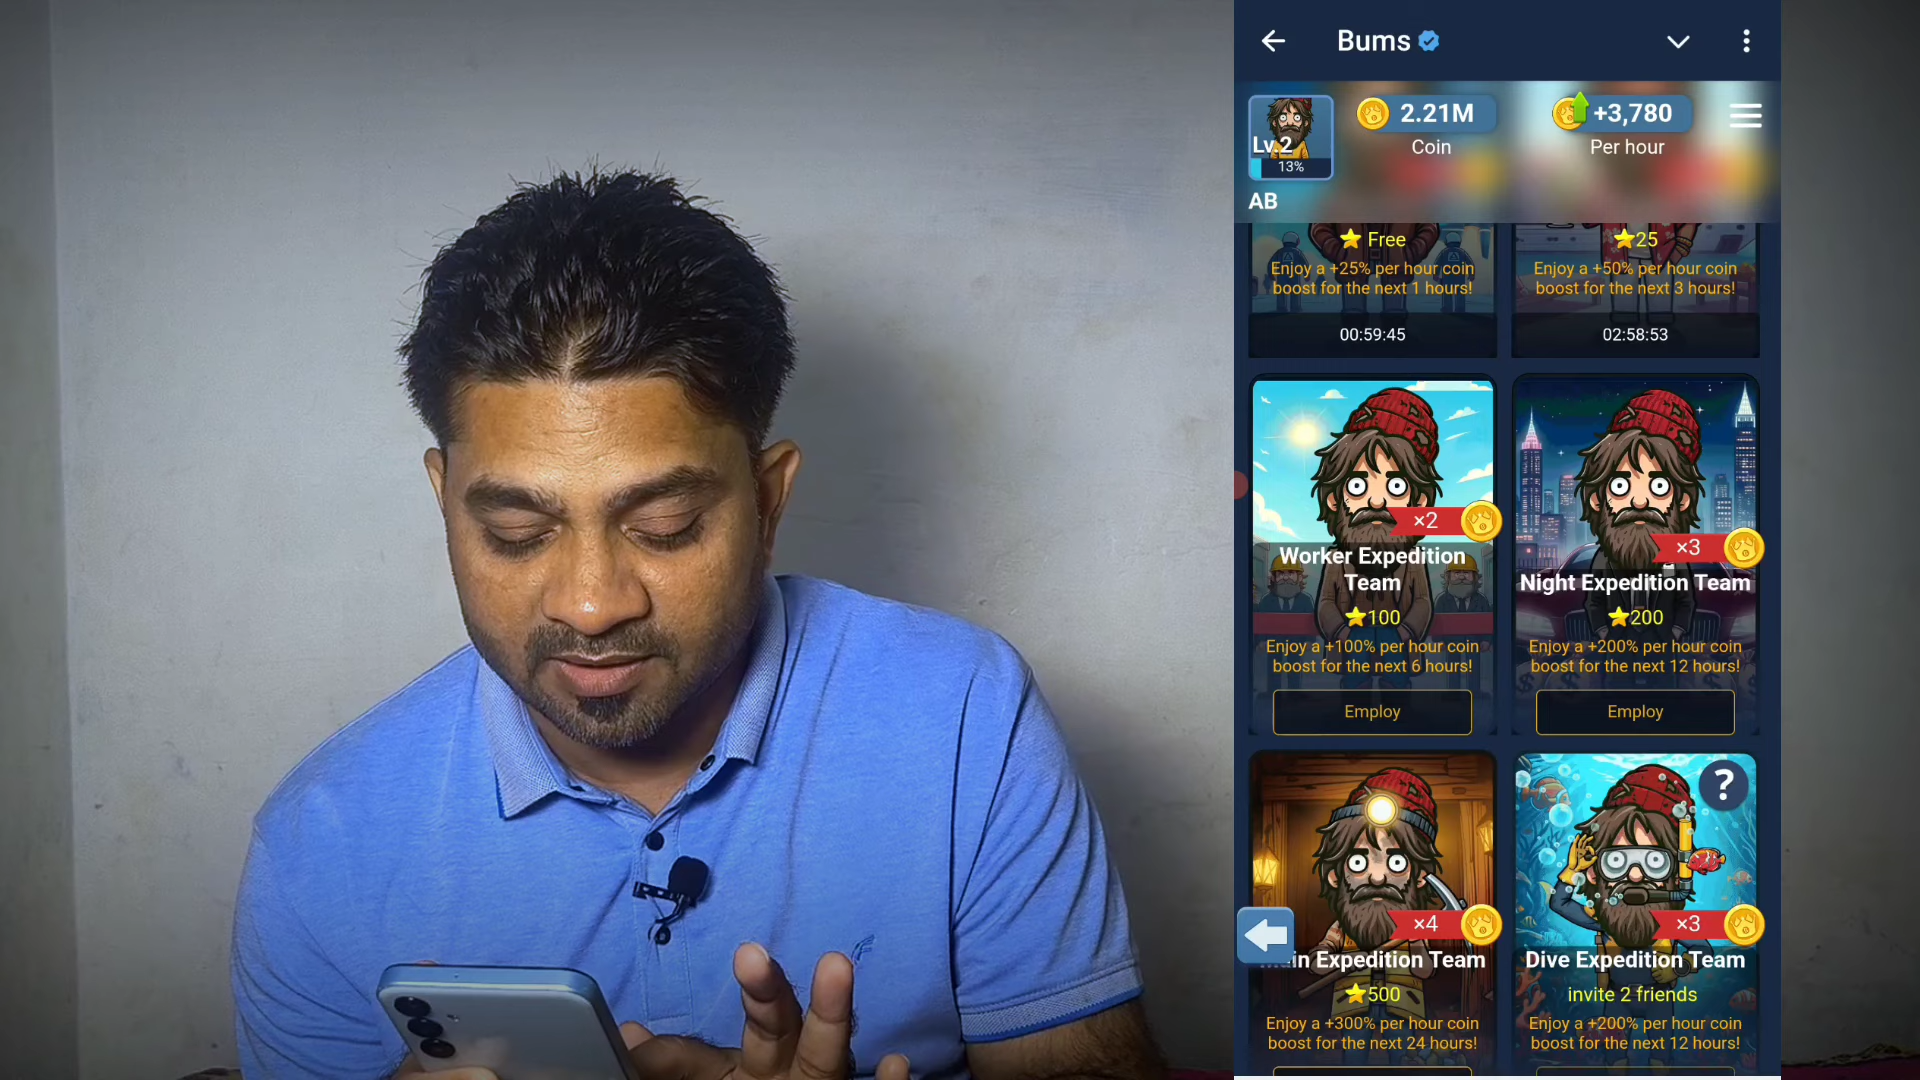 Bums
Lv.2
13%
2.21M
Coin
+3,780
Per hour
AB
Free
Enjoy a +25% per hour coin
boost for the next 1 hours!
00:59:45
25
Enjoy a +50% per hour coin
boost for the next 3 hours!
02:58:53
×2
Worker Expedition
Team
100
Enjoy a +100% per hour coin
boost for the next 6 hours!
Employ
×3
Night Expedition Team
200
Enjoy a +200% per hour coin
boost for the next 12 hours!
Employ
×4
in Expedition Team
500
Enjoy a +300% per hour coin
boost for the next 24 hours!
?
×3
Dive Expedition Team
invite 2 friends
Enjoy a +200% per hour coin
boost for the next 12 hours!